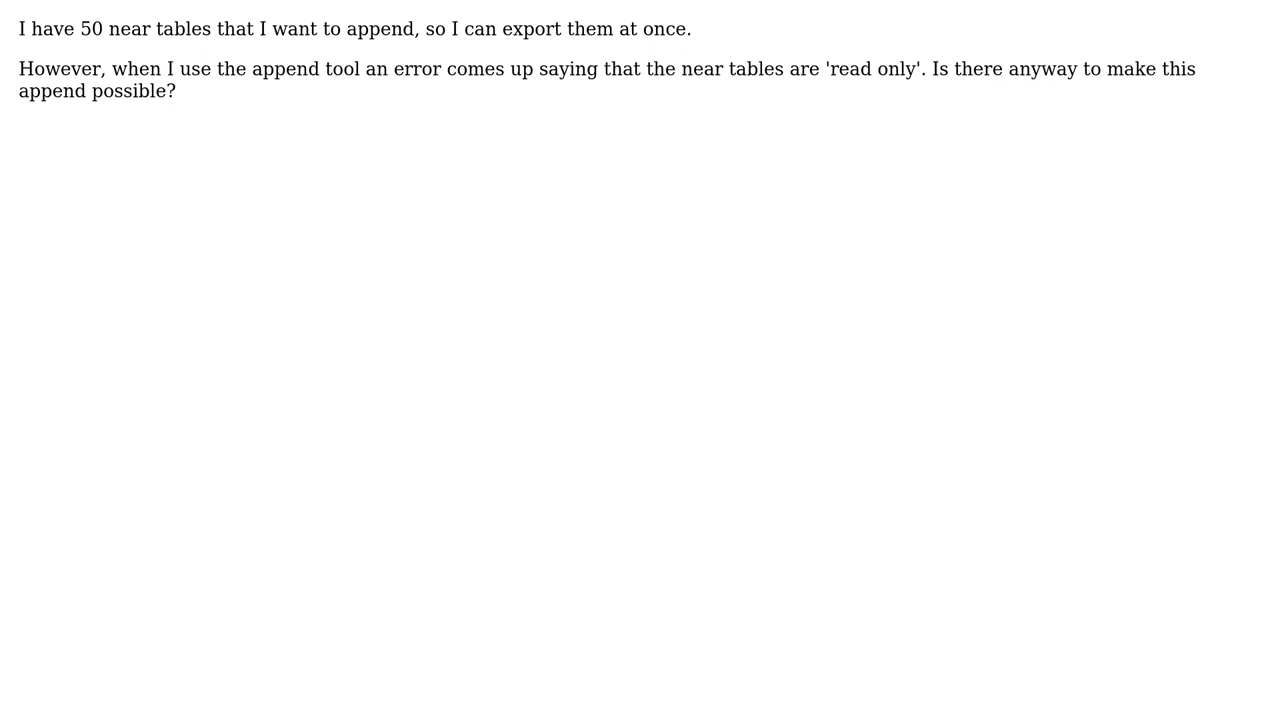 I have 50 near tables that I want to append, so I can export them at once.
However, when I use the append tool an error comes up saying that the near tables are 'read only'. Is there anyway to make this
append possible?